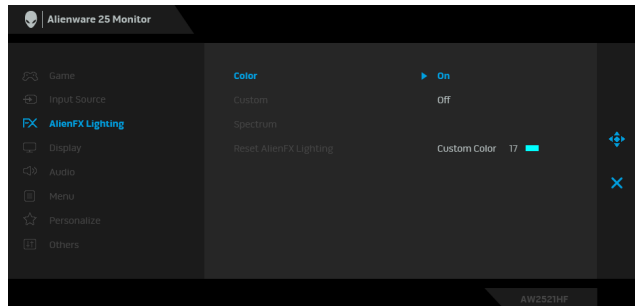 Alienware 25 Monitor
Game
Input Source
AlienFX Lighting
Display
Audio
Menu
Personalize
Others
Color
Custom
Spectrum
Reset AlienFX Lighting
On
Off
Custom Color 17
AW2521HF